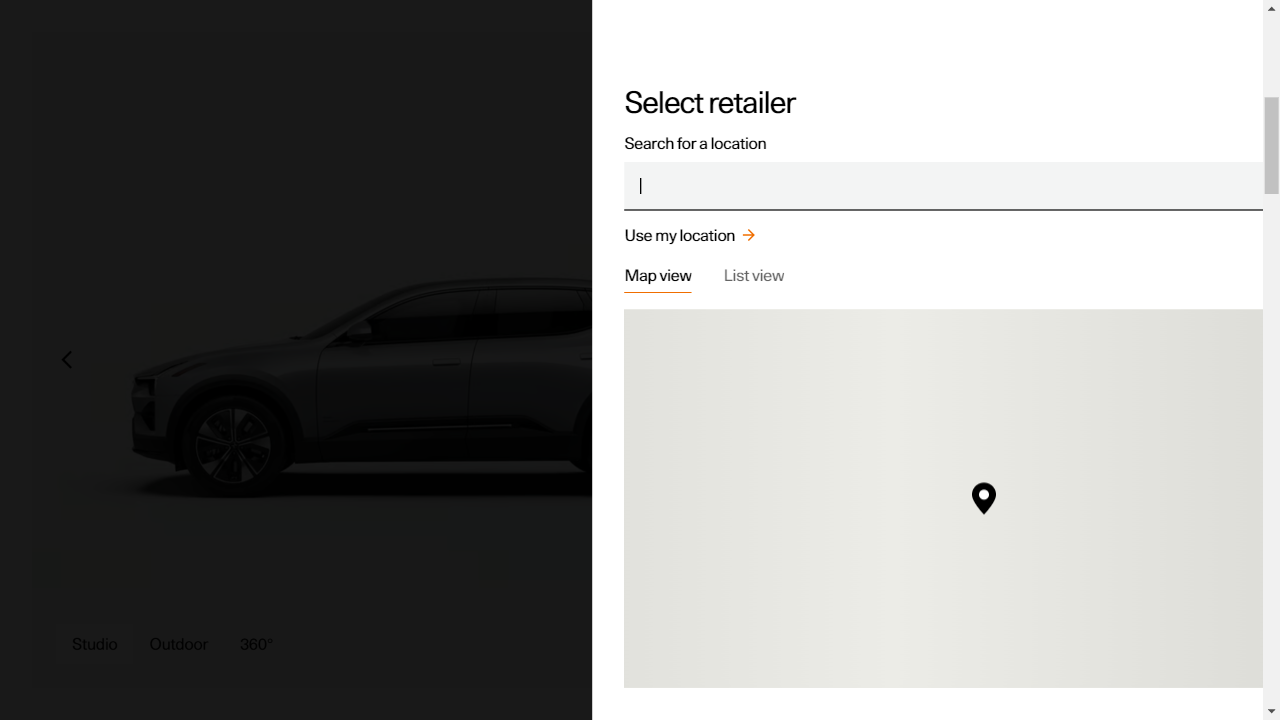 Select retailer
Search for a location
Use my location
Map view
List view
Studio
Outdoor
360°